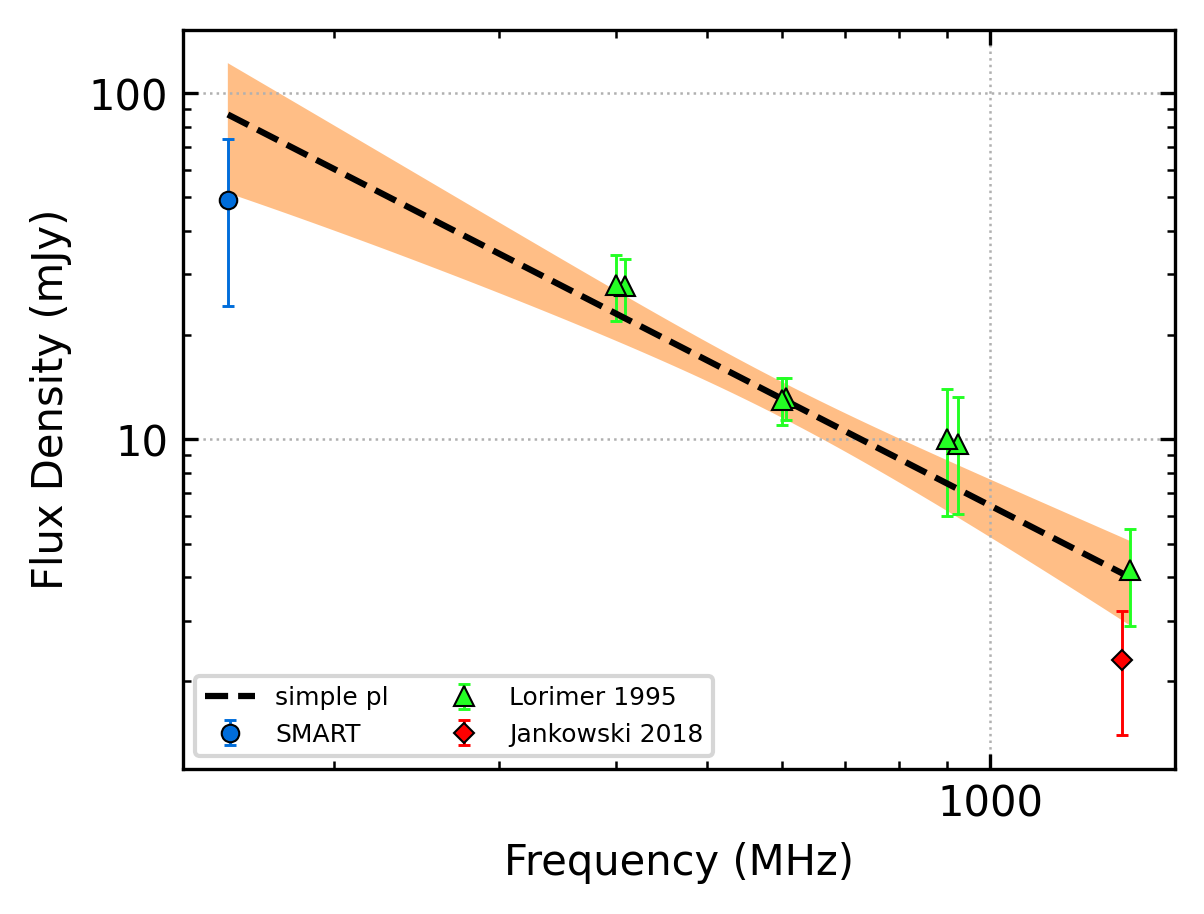 100
10
Flux Density (mJy)
simple pl
SMART
Lorimer 1995
Jankowski 2018
1000
Frequency (MHz)